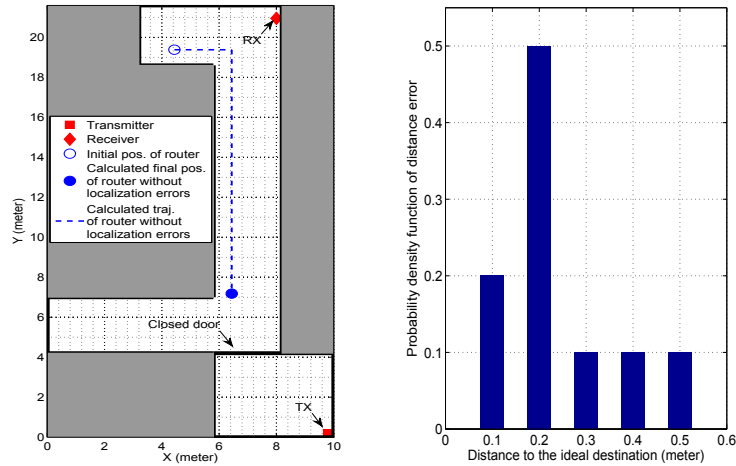 20
18
16
14
12
10
8
6
4
2
0
Y (meter)
RX
Transmitter
Receiver
Initial pos. of router
Calculated final pos.
of router without
localization errors
Calculated traj.
of router without
localization errors
Closed door
TX
0 2 4 6 8 10
X (meter)
Probability density function of distance error
0.5
0.4
0.3
0.2
0.1
0
0 0.1 0.2 0.3 0.4 0.5 0.6
Distance to the ideal destination (meter)